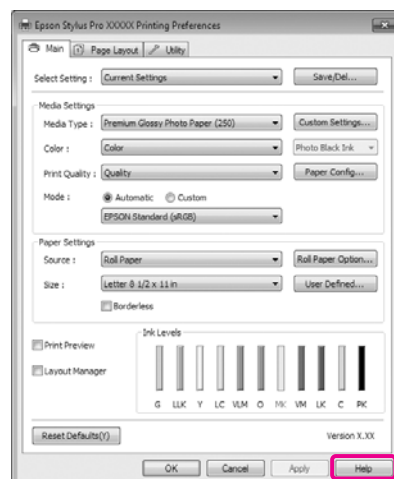 Epson Stylus Pro XXXXX Printing Preferences
Main Page Layout Utility
Select Setting : Current Settings Save/Del...
Media Settings
Media Type : Premium Glossy Photo Paper (250) Custom Settings...
Color : Color Photo Black Ink
Print Quality : Quality Paper Config...
Mode : Automatic Custom
EPSON Standard (sRGB)
Paper Settings
Source : Roll Paper Roll Paper Option...
Size : Letter 8 1/2 x 11 in User Defined...
Borderless
Print Preview
Layout Manager
Ink Levels
G LLK Y LC VLM O MK VM LK C PK
Reset Defaults(Y) Version X.XX
OK Cancel Apply Help